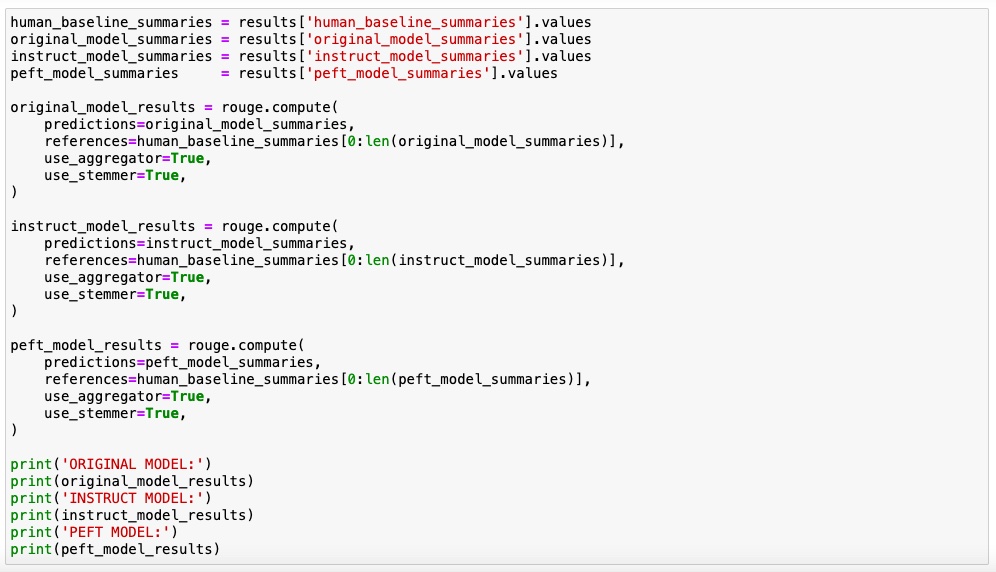 human_baseline_summaries = results['human_baseline_summaries'].values
original_model_summaries = results['original_model_summaries'].values
instruct_model_summaries = results['instruct_model_summaries'].values
peft_model_summaries     = results['peft_model_summaries'].values

original_model_results = rouge.compute(
    predictions=original_model_summaries,
    references=human_baseline_summaries[0:len(original_model_summaries)],
    use_aggregator=True,
    use_stemmer=True,
)

instruct_model_results = rouge.compute(
    predictions=instruct_model_summaries,
    references=human_baseline_summaries[0:len(instruct_model_summaries)],
    use_aggregator=True,
    use_stemmer=True,
)

peft_model_results = rouge.compute(
    predictions=peft_model_summaries,
    references=human_baseline_summaries[0:len(peft_model_summaries)],
    use_aggregator=True,
    use_stemmer=True,
)

print('ORIGINAL MODEL:')
print(original_model_results)
print('INSTRUCT MODEL:')
print(instruct_model_results)
print('PEFT MODEL:')
print(peft_model_results)